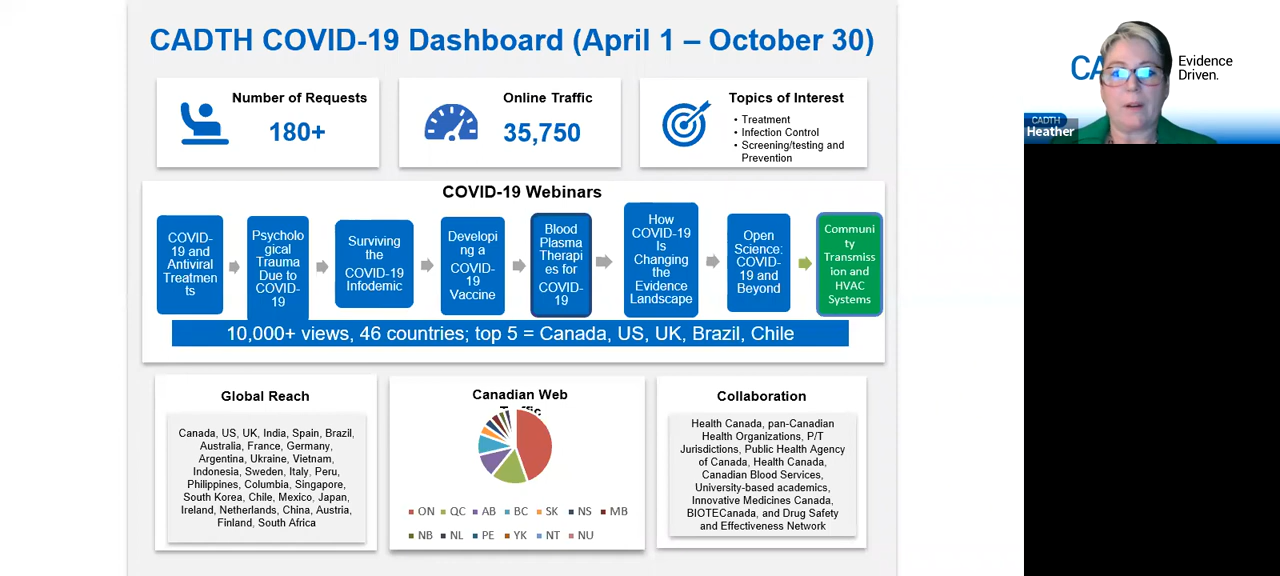 CADTH COVID-19 Dashboard (April 1 – October 30)
Number of Requests
180+
Online Traffic
35,750
Topics of Interest
• Treatment
• Infection Control
• Screening/testing and
Prevention
COVID-19 Webinars
COVID-
19 and
Antiviral
Treatmen
ts
Psycholo
gical
Trauma
Due to
COVID-
19
Surviving
the
COVID-19
Infodemic
Developi
ng a
COVID-
19
Vaccine
Blood
Plasma
Therapi
es for
COVID-
19
How
COVID-19
Is
Changing
the
Evidence
Landscape
Open
Science:
COVID-
19 and
Beyond
Communi
ty
Transmiss
ion and
HVAC
Systems
10,000+ views, 46 countries; top 5 = Canada, US, UK, Brazil, Chile
Global Reach
Canada, US, UK, India, Spain, Brazil,
Australia, France, Germany,
Argentina, Ukraine, Vietnam,
Indonesia, Sweden, Italy, Peru,
Philippines, Columbia, Singapore,
South Korea, Chile, Mexico, Japan,
Ireland, Netherlands, China, Austria,
Finland, South Africa
Canadian Web
Traffic
ON QC AB BC SK NS MB
NB NL PE YK NT NU
Collaboration
Health Canada, pan-Canadian
Health Organizations, P/T
Jurisdictions, Public Health Agency
of Canada, Health Canada,
Canadian Blood Services,
University-based academics,
Innovative Medicines Canada,
BIOTECanada, and Drug Safety
and Effectiveness Network
CA
Evidence
Driven.
CADTH
Heather